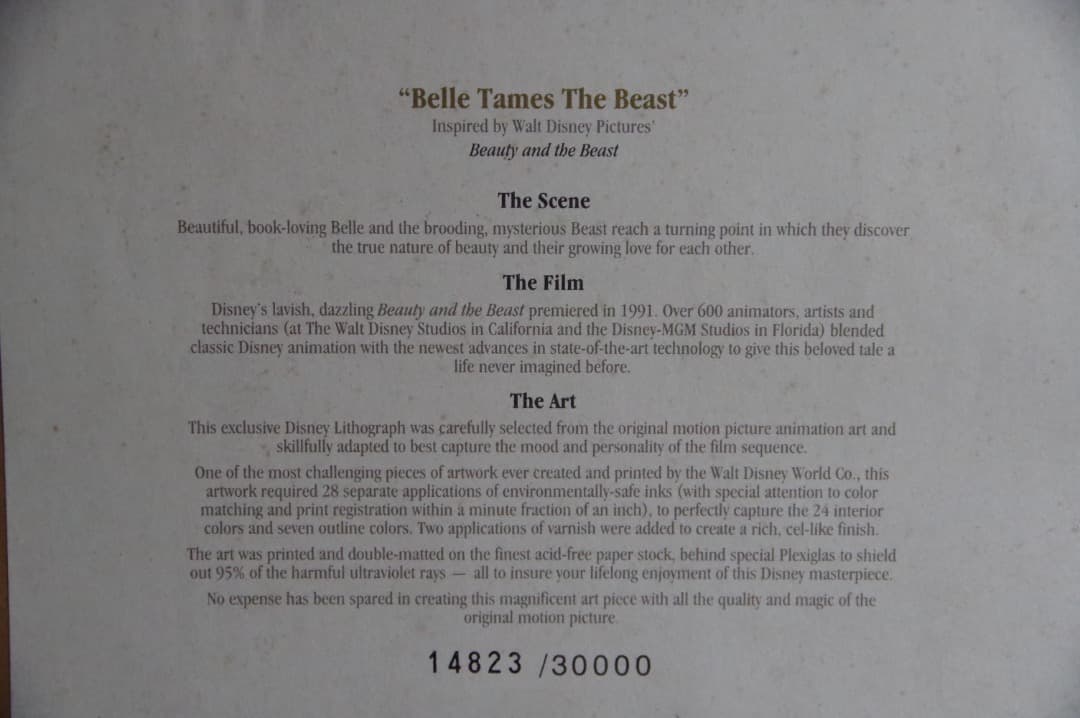 “Belle Tames The Beast”
Inspired by Walt Disney Pictures’
Beauty and the Beast
The Scene
Beautiful, book-loving Belle and the brooding, mysterious Beast reach a turning point in which they discover
the true nature of beauty and their growing love for each other.
The Film
Disney’s lavish, dazzling Beauty and the Beast premiered in 1991. Over 600 animators, artists and
technicians (at The Walt Disney Studios in California and the Disney-MGM Studios in Florida) blended
classic Disney animation with the newest advances in state-of-the-art technology to give this beloved tale a
life never imagined before.
The Art
This exclusive Disney Lithograph was carefully selected from the original motion picture animation art and
skillfully adapted to best capture the mood and personality of the film sequence.
One of the most challenging pieces of artwork ever created and printed by the Walt Disney World Co., this
artwork required 28 separate applications of environmentally-safe inks (with special attention to color
matching and print registration within a minute fraction of an inch), to perfectly capture the 24 interior
colors and seven outline colors. Two applications of varnish were added to create a rich, cel-like finish.
The art was printed and double-matted on the finest acid-free paper stock, behind special Plexiglas to shield
out 95% of the harmful ultraviolet rays — all to insure your lifelong enjoyment of this Disney masterpiece.
No expense has been spared in creating this magnificent art piece with all the quality and magic of the
original motion picture.
14823 /30000